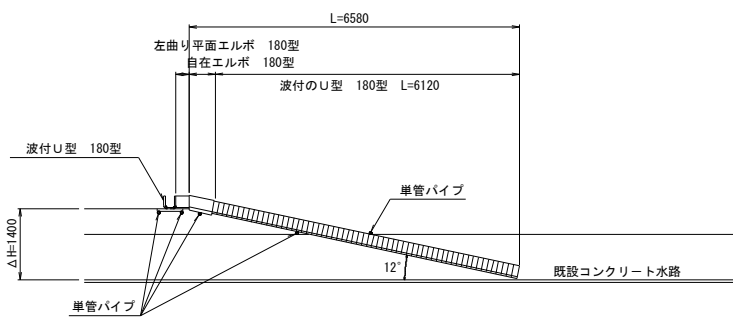 L=6580
左曲り平面エルボ 180型
自在エルボ 180型
波付のU型 180型 L=6120
波付U型 180型
単管パイプ
ΔH=1400
12°
既設コンクリート水路
単管パイプ